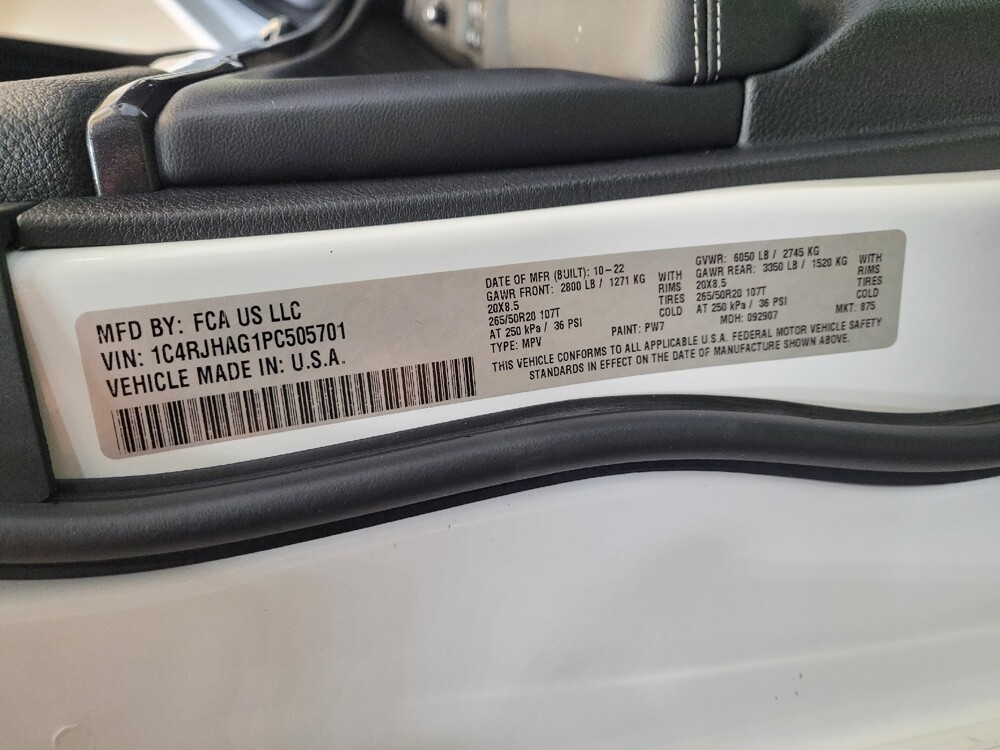 MFD BY: FCA US LLC
VIN: 1C4RJHAG1PC505701
VEHICLE MADE IN: U.S.A.
DATE OF MFR (BUILT): 10-22
GAWR FRONT: 2800 LB / 1271 KG WITH
20X8.5 RIMS
265/50R20 107T TIRES
AT 250 kPa / 36 PSI COLD
TYPE: MPV
PAINT: PW7
GVWR: 6050 LB / 2745 KG
GAWR REAR: 3350 LB / 1520 KG WITH
20X8.5 RIMS
265/50R20 107T TIRES
AT 250 kPa / 36 PSI COLD
MDH: 092907 MKT: 875
THIS VEHICLE CONFORMS TO ALL APPLICABLE U.S.A. FEDERAL MOTOR VEHICLE SAFETY
STANDARDS IN EFFECT ON THE DATE OF MANUFACTURE SHOWN ABOVE.